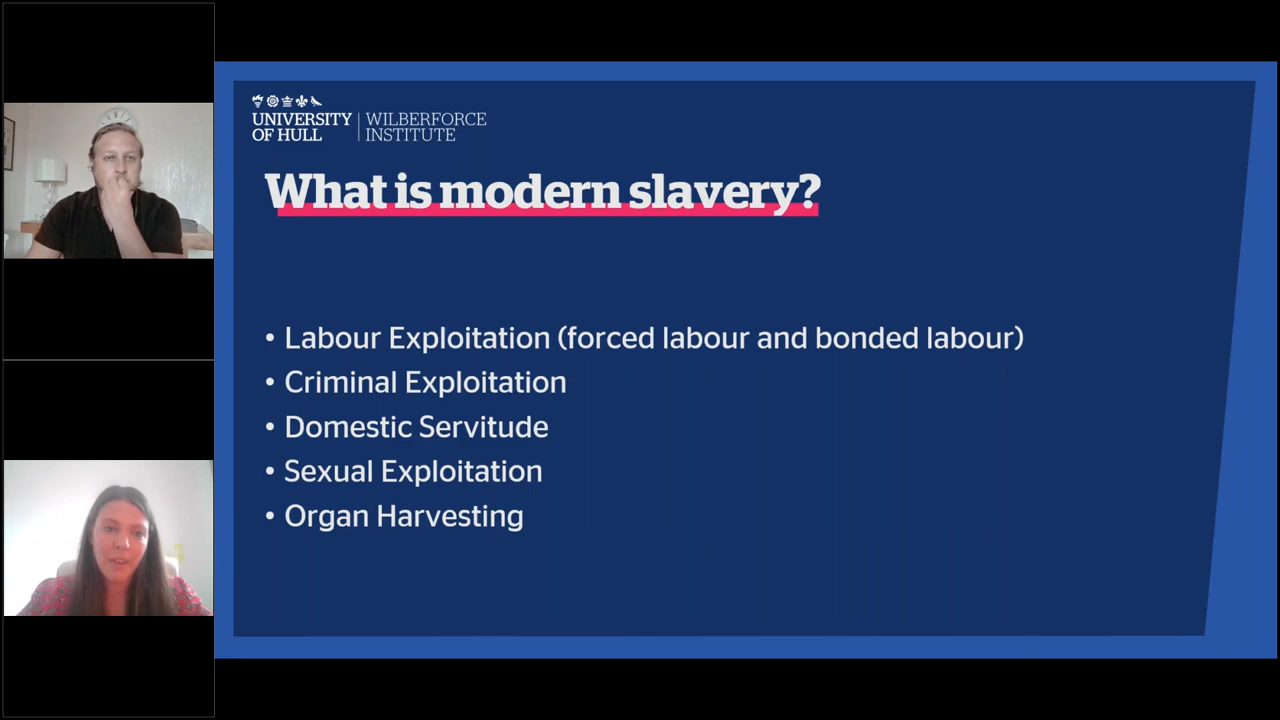 UNIVERSITY
OF HULL
WILBERFORCE
INSTITUTE
What is modern slavery?
• Labour Exploitation (forced labour and bonded labour)
• Criminal Exploitation
• Domestic Servitude
• Sexual Exploitation
• Organ Harvesting